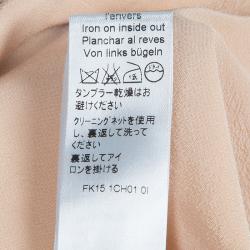 l'envers
Iron on inside out
Planchar al reves
Von links bügeln
タンブラー乾燥はお
避けください
クリーニングネットを使用
し、裏返して洗って
ください
裏返してアイ
ロンを掛ける
FK15 1CH01 0I